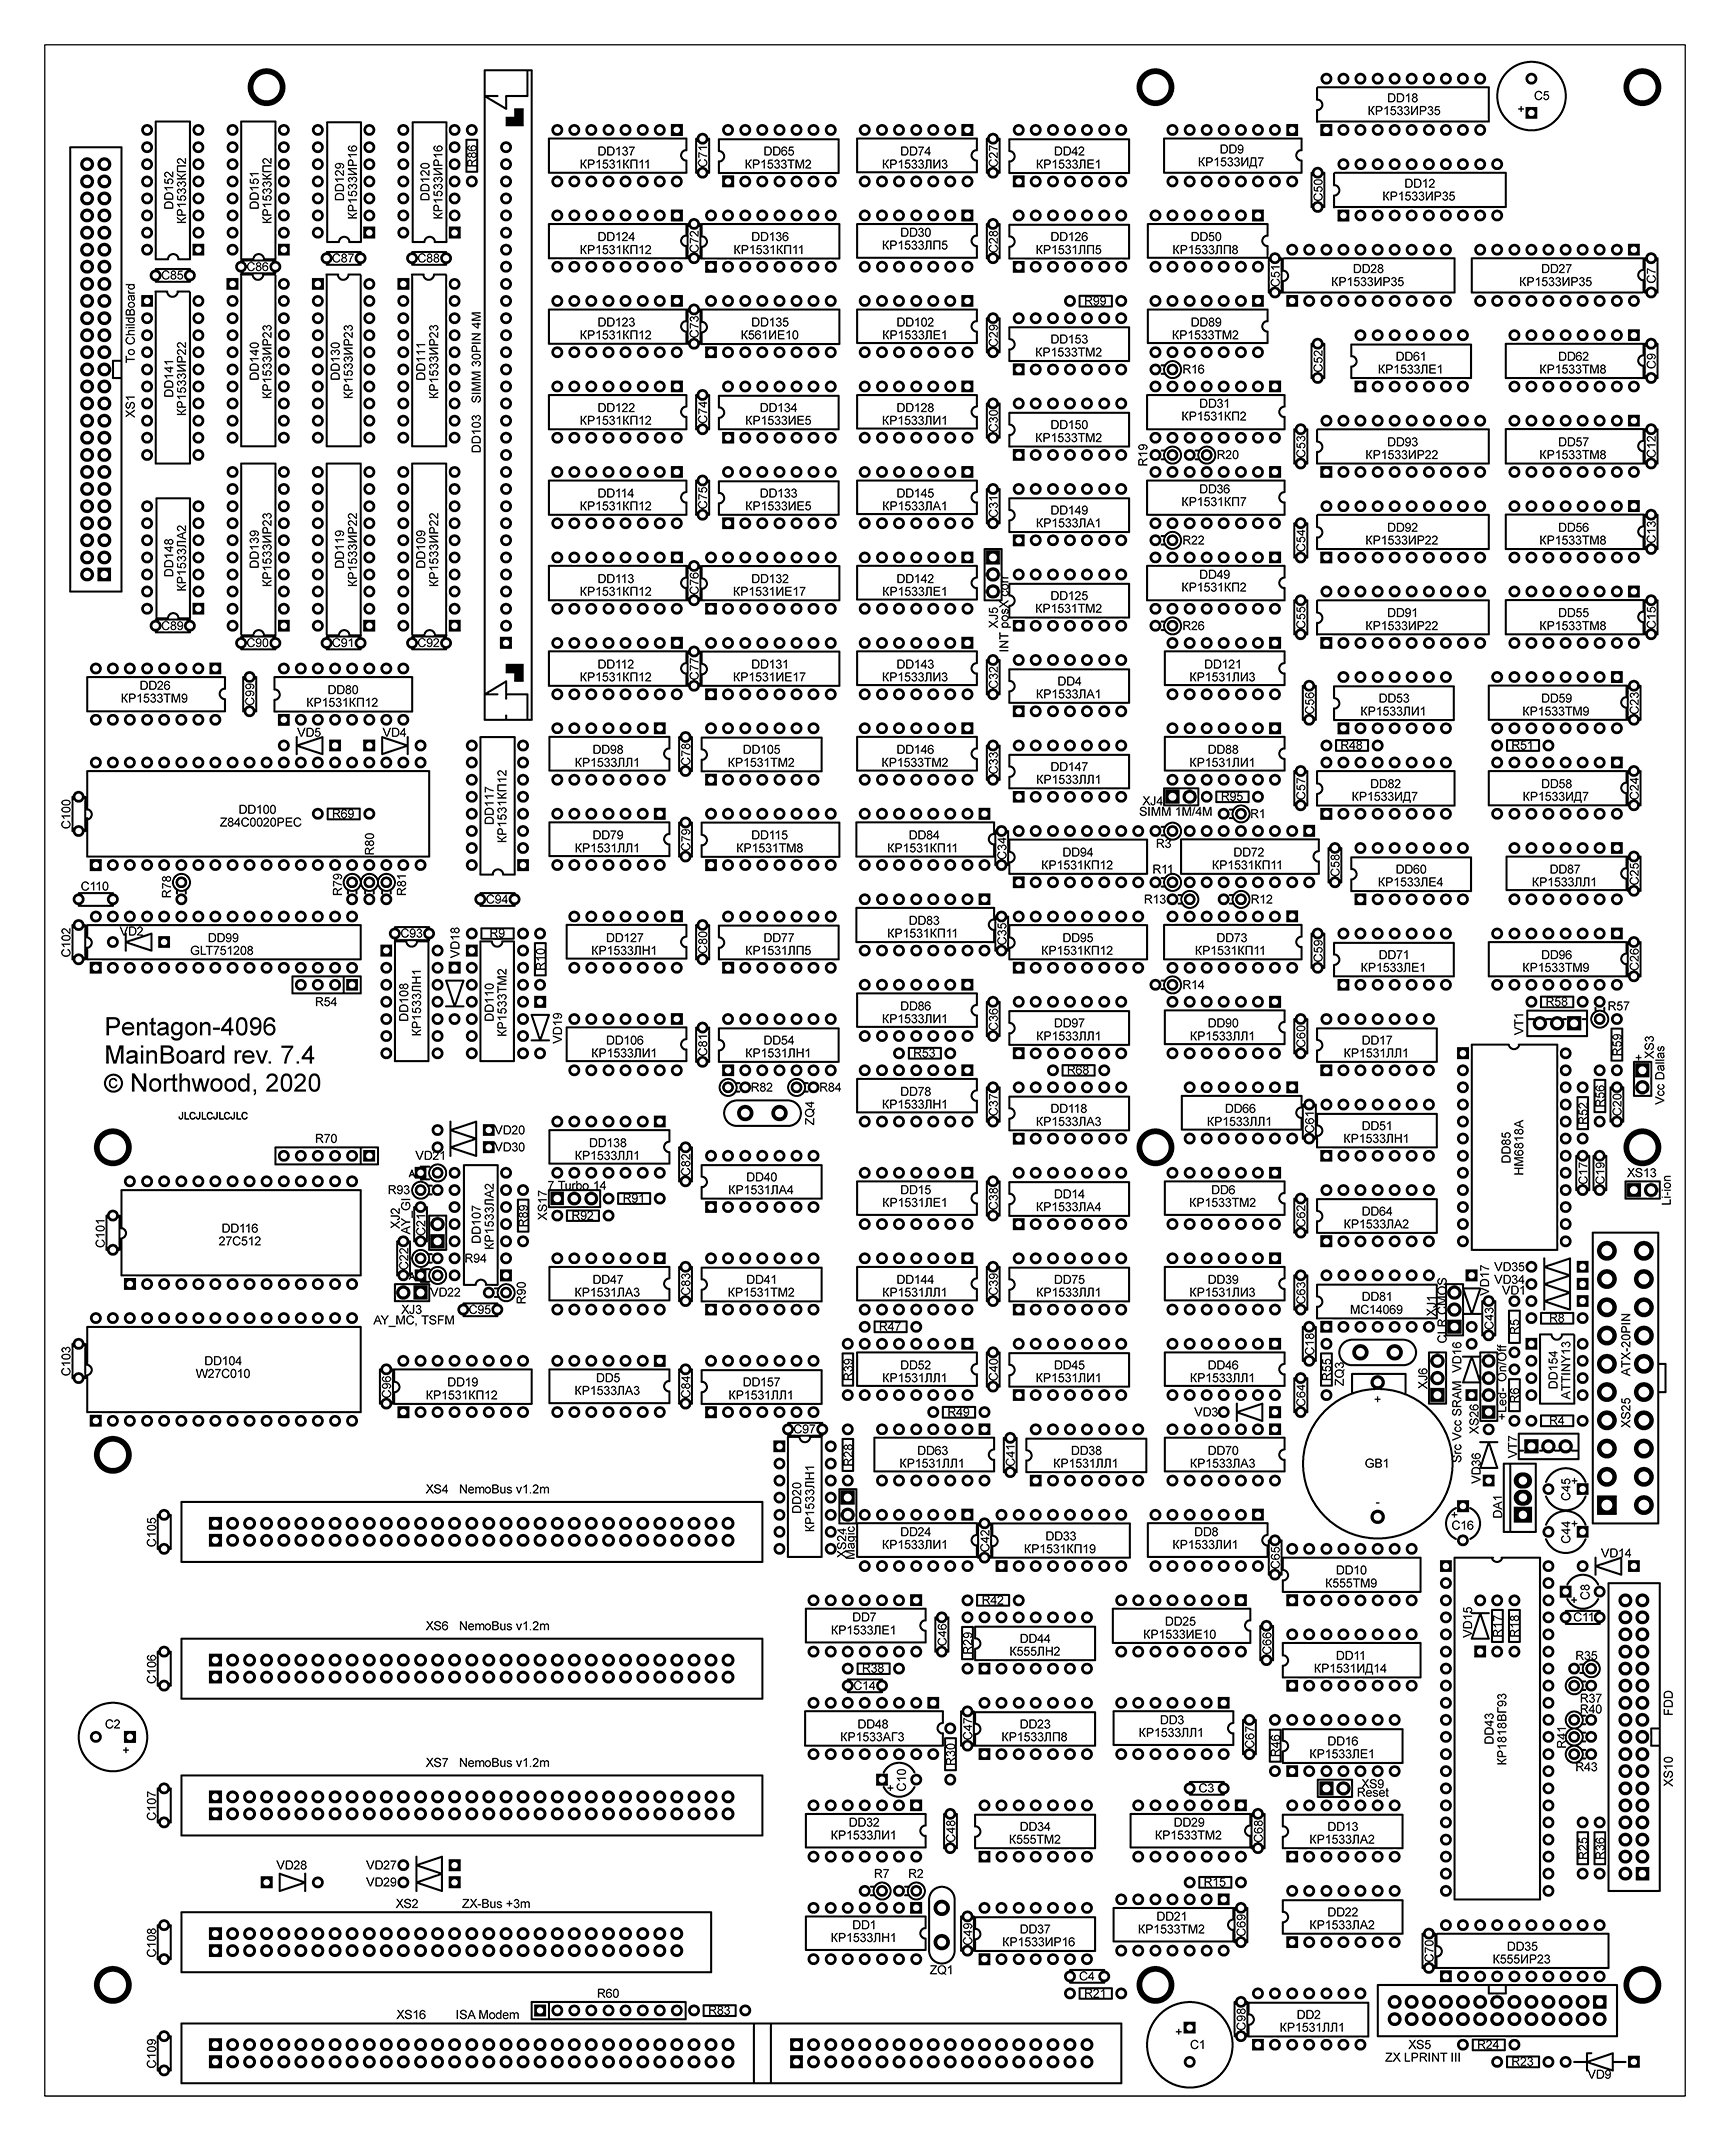 DD18
КР1533ИР35
C5
+
DD137
КР1531КП11
C71
DD65
КР1533ТМ2
DD74
КР1533ЛИ3
C27
DD42
КР1533ЛЕ1
DD9
КР1533ИД7
C50
DD12
КР1533ИР35
DD152
КР1533КП2
DD151
КР1533КП2
DD129
КР1533ИР16
DD120
КР1533ИР16
R86
DD124
КР1531КП12
C72
DD136
КР1531КП11
DD30
КР1533ЛП5
C28
DD126
КР1531ЛП5
DD50
КР1533ЛП8
C51
DD28
КР1533ИР35
DD27
КР1533ИР35
C7
C85
C86
C87
C88
XS1
To ChildBoard
DD141
КР1533ИР22
DD140
КР1533ИР23
DD130
КР1533ИР23
DD111
КР1533ИР23
DD103
SIMM 30PIN 4M
R99
DD123
КР1531КП12
C73
DD135
К561ИЕ10
DD102
КР1533ЛЕ1
C29
DD153
КР1533ТМ2
DD89
КР1533ТМ2
R16
C52
DD61
КР1533ЛЕ1
DD62
КР1533ТМ8
C9
DD122
КР1531КП12
C74
DD134
КР1533ИЕ5
DD128
КР1533ЛИ1
C30
DD150
КР1533ТМ2
DD31
КР1531КП2
R19
R20
C53
DD93
КР1533ИР22
DD57
КР1533ТМ8
C12
DD148
КР1533ЛА2
DD139
КР1533ИР23
DD119
КР1533ИР22
DD109
КР1533ИР22
DD114
КР1531КП12
C75
DD133
КР1533ИЕ5
DD145
КР1533ЛА1
C31
DD149
КР1533ЛА1
DD36
КР1531КП7
R22
C54
DD92
КР1533ИР22
DD56
КР1533ТМ8
C13
DD113
КР1531КП12
C76
DD132
КР1533ИЕ17
DD142
КР1533ЛЕ1
XJ5
INT posX con
DD125
КР1531ТМ2
DD49
КР1533КП2
R26
C55
DD91
КР1533ИР22
DD55
КР1533ТМ8
C15
C89
C90
C91
C92
DD112
КР1531КП12
C77
DD131
КР1533ИЕ17
DD143
КР1533ЛИ3
C32
DD4
КР1533ЛА1
DD121
КР1531ЛИ3
C56
DD53
КР1533ЛИ1
DD59
КР1533ТМ9
C23
DD26
КР1533ТМ9
C99
DD80
КР1531КП12
VD5
VD4
R48
R51
DD98
КР1533ЛЛ1
C78
DD105
КР1531ТМ2
DD146
КР1533ТМ2
C33
DD147
КР1533ЛЛ1
DD88
КР1531ЛИ1
C57
DD82
КР1533ИД7
DD58
КР1533ИД7
C24
C100
DD100
Z84C0020PEC
R69
R80
DD117
КР1531КП12
XJ4
SIMM 1M/4M
R95
R1
DD79
КР1531ЛЛ1
C79
DD115
КР1531ТМ8
DD84
КР1531КП11
C34
DD94
КР1531КП12
R3
DD72
КР1531КП11
C58
DD60
КР1533ЛЕ4
DD87
КР1533ЛЛ1
C25
R11
R13
R12
C110
R78
R79
R81
C94
C102
VD2
DD99
GLT751208
C93
VD18
R9
R10
DD127
КР1533ЛН1
C80
DD77
КР1531ЛП5
DD83
КР1531КП11
C35
DD95
КР1531КП12
DD73
КР1531КП11
C59
DD71
КР1533ЛЕ1
DD96
КР1533ТМ9
C26
R54
DD108
КР1533ЛН1
DD110
КР1533ТМ2
VD19
R14
R58
R57
Pentagon-4096
MainBoard rev. 7.4
© Northwood, 2020
JLCJLCJLCJLC
DD86
КР1533ЛИ1
C36
DD97
КР1533ЛЛ1
DD90
КР1533ЛЛ1
C60
DD17
КР1531ЛЛ1
VT1
R59
XS3
Vcc Dallas
+
DD106
КР1533ЛИ1
C81
DD54
КР1531ЛН1
R53
R68
R82
R84
ZQ4
DD78
КР1533ЛН1
C37
DD118
КР1533ЛА3
DD66
КР1533ЛЛ1
C61
DD51
КР1533ЛН1
DD85
HM6818A
R52
R56
C20
R70
VD20
VD30
VD21
DD138
КР1533ЛЛ1
C82
DD40
КР1531ЛА4
C17
C19
XS13
Li-ion
R93
XJ2
AY_GI
C21
C22
DD107
КР1533ЛА2
R89
XS17
7 Turbo 14
R91
R92
DD15
КР1531ЛЕ1
C38
DD14
КР1533ЛА4
DD6
КР1533ТМ2
C62
DD64
КР1533ЛА2
C101
DD116
27C512
R94
VD22
R90
XJ3
AY_MC, TSFM
C95
DD47
КР1531ЛА3
C83
DD41
КР1531ТМ2
DD144
КР1533ЛЛ1
C39
DD75
КР1533ЛЛ1
DD39
КР1531ЛИ3
C63
DD81
MC14069
XJ1
CLR CMOS
VD17
C43
VD35
VD34
VD1
R5
R8
C103
DD104
W27C010
C96
DD19
КР1531КП12
DD5
КР1533ЛА3
C84
DD157
КР1531ЛЛ1
R47
R39
DD52
КР1533ЛЛ1
C40
DD45
КР1531ЛИ1
DD46
КР1533ЛЛ1
C18
R55
ZQ3
C64
XJ6
Src Vcc SRAM
VD16
XS26
+Led- On/Off
R6
DD154
ATTINY13
R4
XS25
ATX-20PIN
R49
VD3
C97
DD20
КР1533ЛН1
R28
DD63
КР1531ЛЛ1
C41
DD38
КР1531ЛЛ1
DD70
КР1533ЛА3
+
GB1
-
VD36
VT7
DA1
C45
+
C44
+
C16
+
XS4 NemoBus v1.2m
C105
XS24
Magic
DD24
КР1533ЛИ1
C42
DD33
КР1531КП19
DD8
КР1533ЛИ1
C65
DD10
К555ТМ9
VD14
C8
+
C11
XS6 NemoBus v1.2m
C106
DD7
КР1533ЛЕ1
C46
R42
R29
DD44
К555ЛН2
DD25
КР1533ИЕ10
C66
DD11
КР1531ИД14
VD15
R17
R18
R38
C14
R35
R37
R40
R41
R43
C2
+
XS7 NemoBus v1.2m
C107
DD48
КР1533АГ3
R30
C47
DD23
КР1533ЛП8
DD3
КР1533ЛЛ1
C67
R46
DD16
КР1533ЛЕ1
DD43
КР1818ВГ93
FDD
XS10
C10
+
C3
XS9
Reset
DD32
КР1533ЛИ1
C48
DD34
К555ТМ2
DD29
КР1533ТМ2
C68
DD13
КР1533ЛА2
R25
R36
VD28
VD27
VD29
R7
R2
R15
XS2 ZX-Bus +3m
C108
DD1
КР1533ЛН1
ZQ1
C49
DD37
КР1533ИР16
DD21
КР1533ТМ2
C69
DD22
КР1533ЛА2
C70
DD35
К555ИР23
C4
R21
XS16 ISA Modem
R60
R83
C109
C1
+
C98
DD2
КР1531ЛЛ1
XS5
ZX LPRINT III
R24
R23
VD9